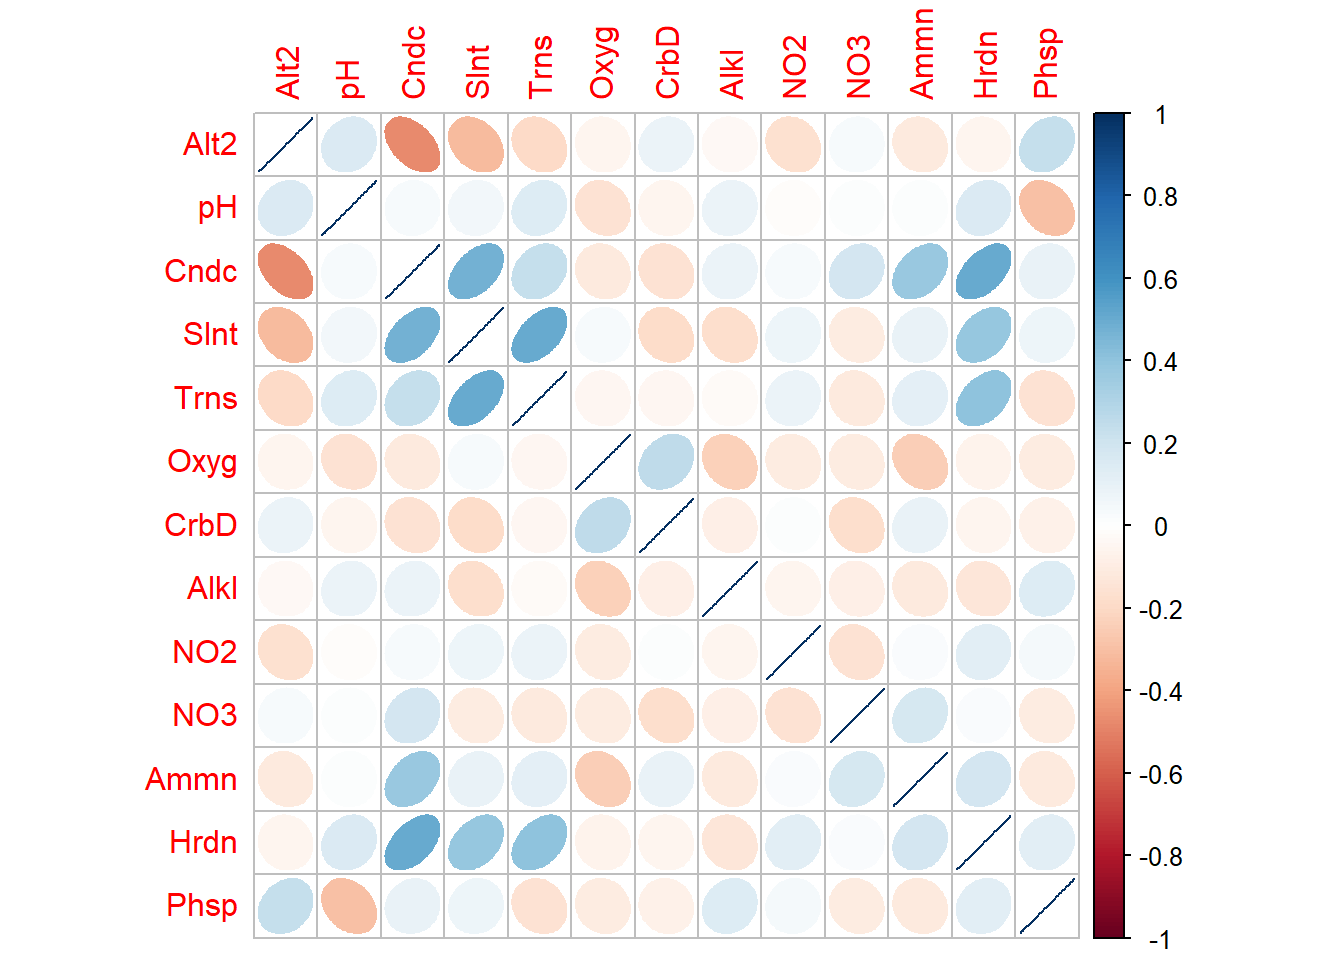 Alt2 pH Cndc Slnt Trns Oxyg CrbD Alkl NO2 NO3 Ammn Hrdn Phsp
Alt2
pH
Cndc
Slnt
Trns
Oxyg
CrbD
Alkl
NO2
NO3
Ammn
Hrdn
Phsp
1
0.8
0.6
0.4
0.2
0
-0.2
-0.4
-0.6
-0.8
-1